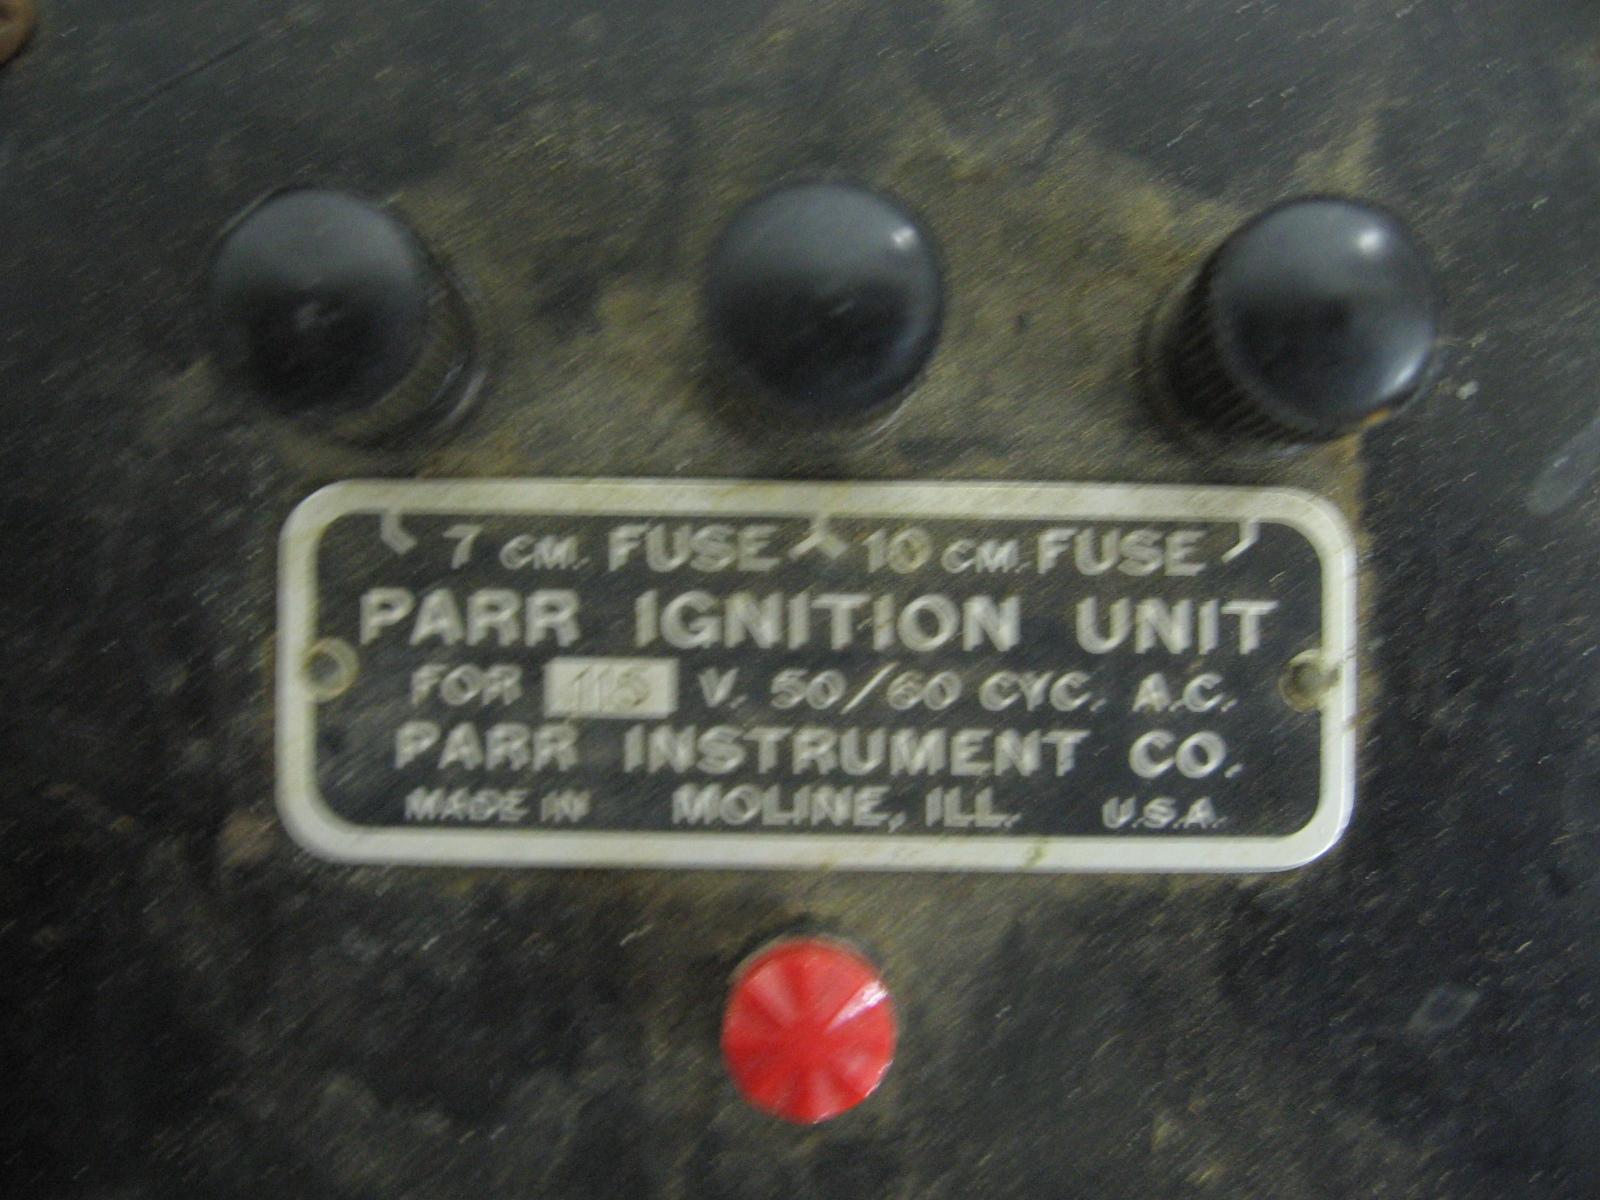 7 CM. FUSE 10 CM. FUSE
PARR IGNITION UNIT
FOR 115 V. 50/60 CYC. A.C.
PARR INSTRUMENT CO.
MADE IN MOLINE, ILL. U.S.A.